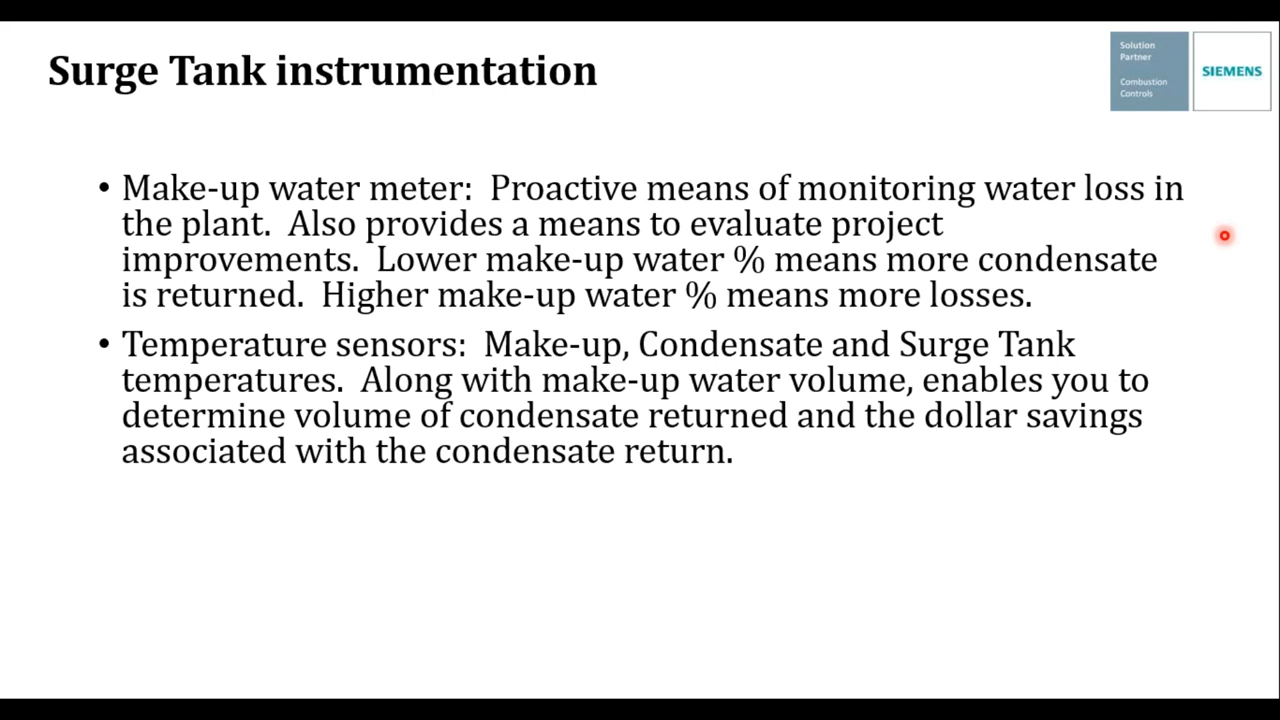 Surge Tank instrumentation
Solution
Partner
Combustion
Controls
SIEMENS
• Make-up water meter:  Proactive means of monitoring water loss in
the plant.  Also provides a means to evaluate project
improvements.  Lower make-up water % means more condensate
is returned.  Higher make-up water % means more losses.
• Temperature sensors:  Make-up, Condensate and Surge Tank
temperatures.  Along with make-up water volume, enables you to
determine volume of condensate returned and the dollar savings
associated with the condensate return.